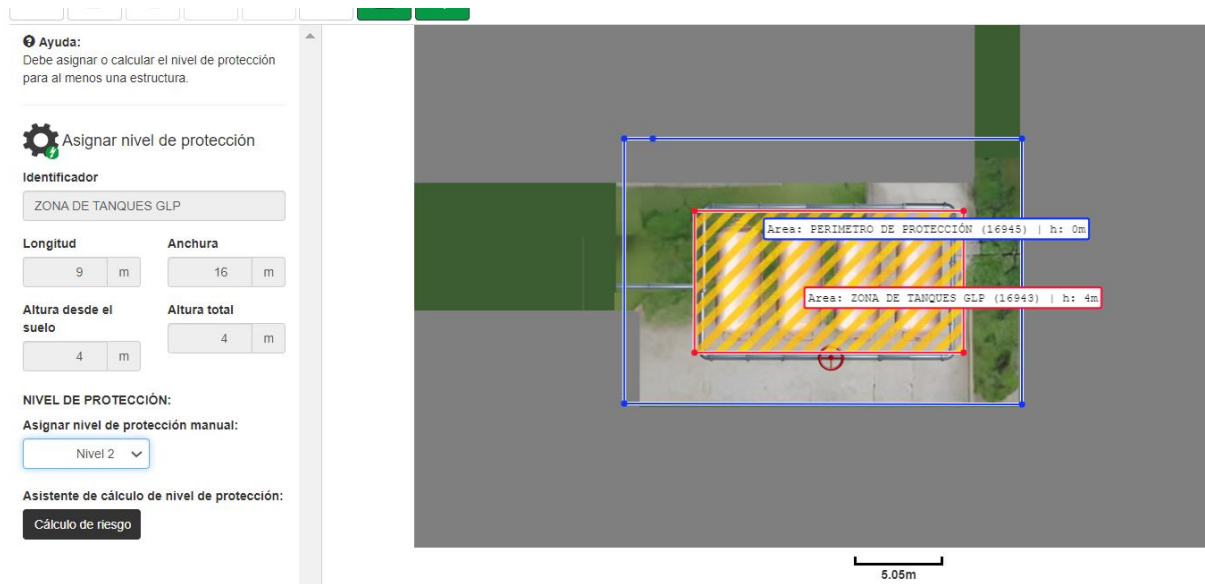 Ayuda:
Debe asignar o calcular el nivel de protección
para al menos una estructura.
Asignar nivel de protección
Identificador
ZONA DE TANQUES GLP
Longitud
Anchura
9 m
16 m
Altura desde el
suelo
Altura total
4 m
4 m
NIVEL DE PROTECCIÓN:
Asignar nivel de protección manual:
Nivel 2
Asistente de cálculo de nivel de protección:
Cálculo de riesgo
Area: PERIMETRO DE PROTECCIÓN (16945) | h: 0m
Area: ZONA DE TANQUES GLP (16943) | h: 4m
5.05m